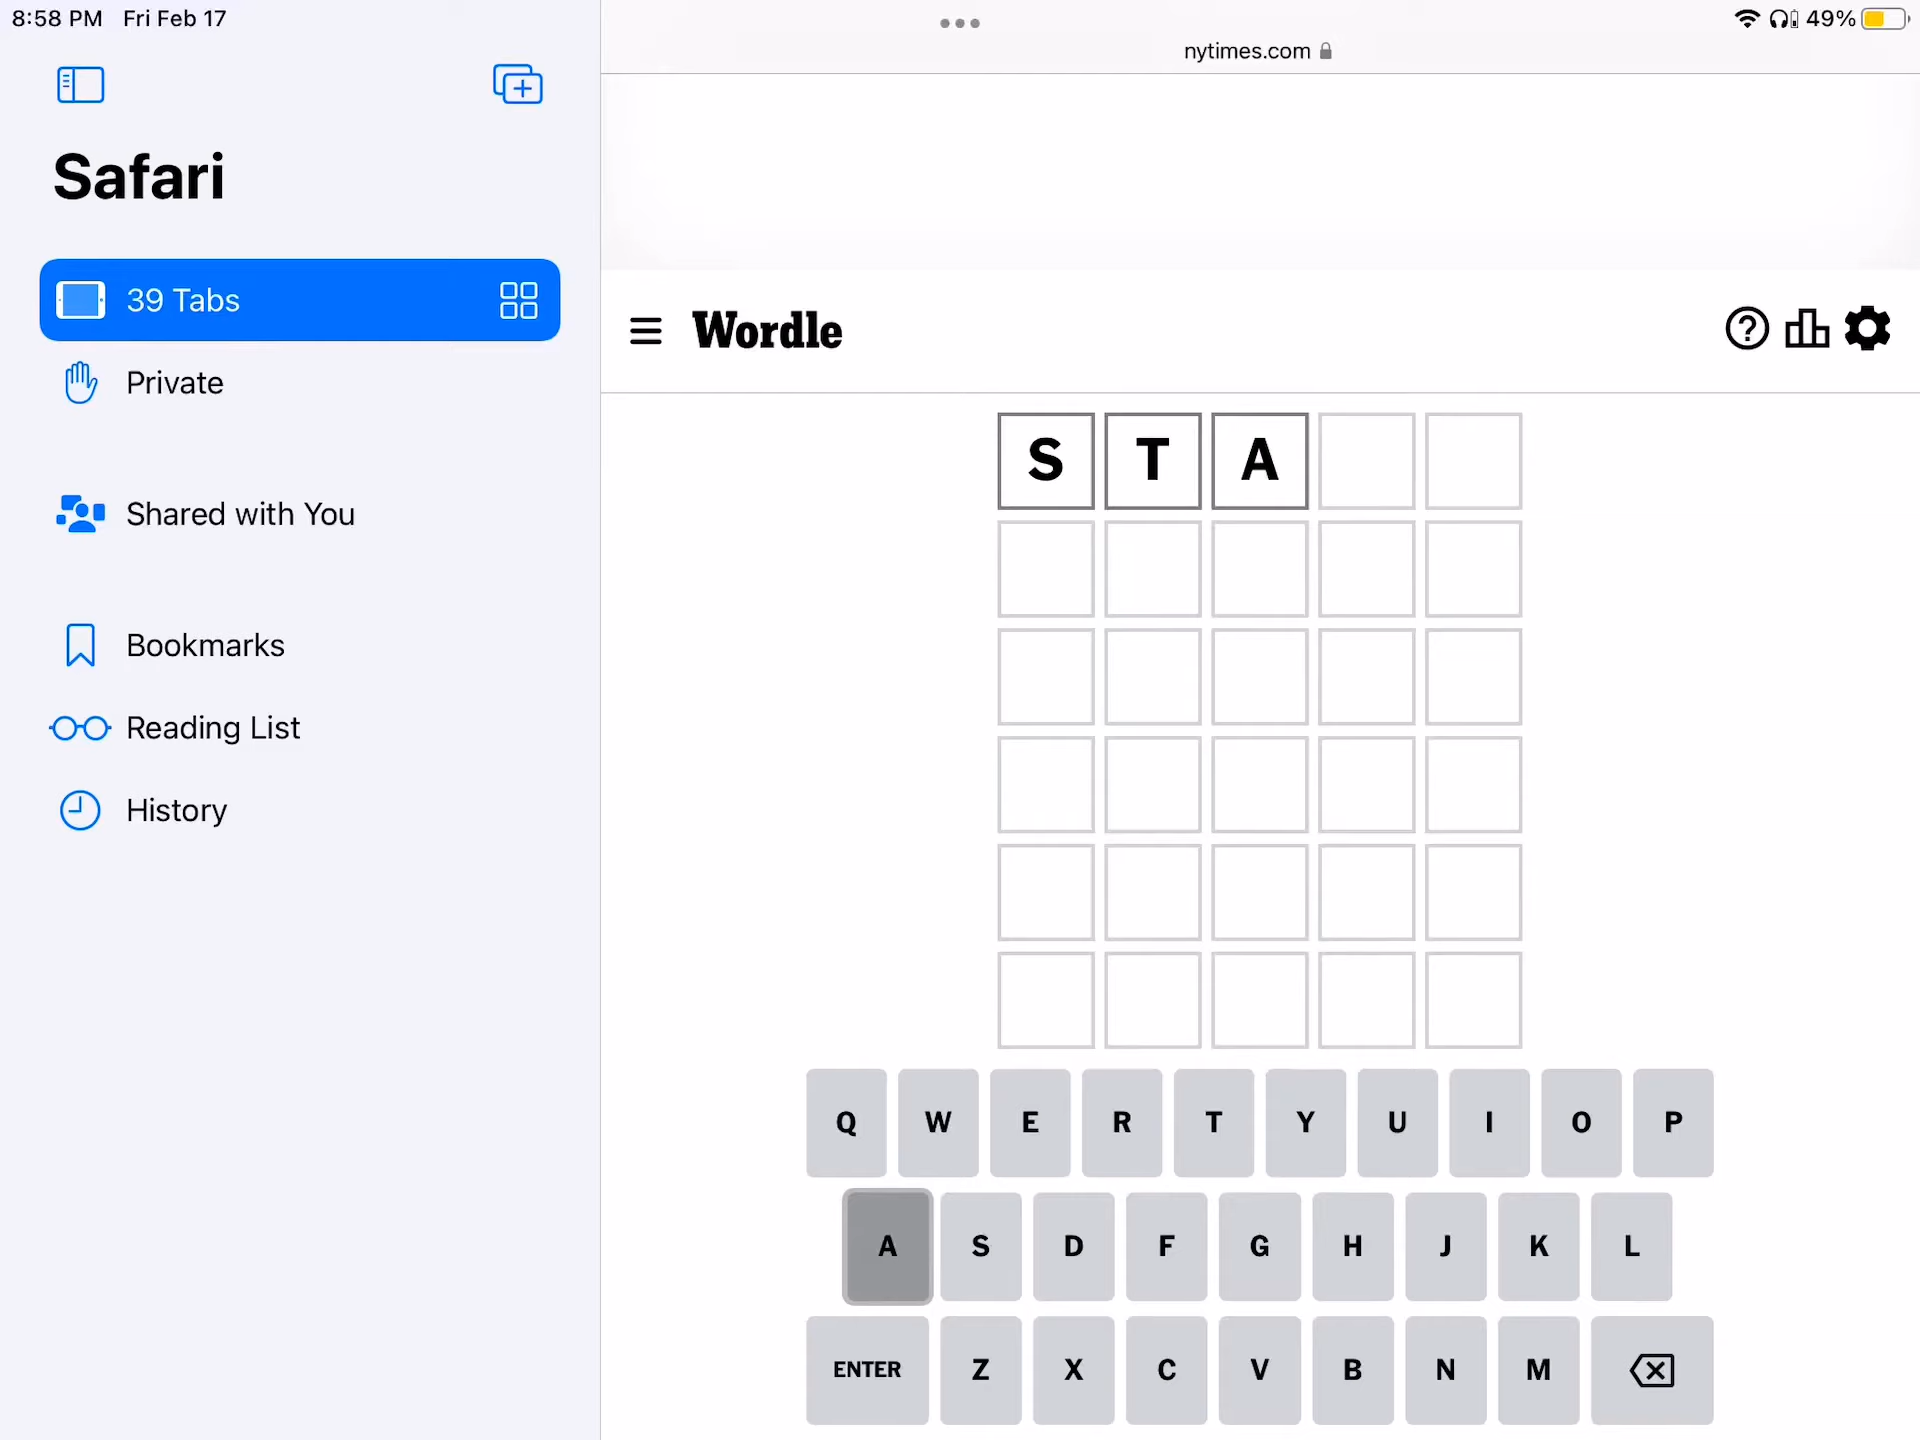 8:58 PM Fri Feb 17
49%
nytimes.com
Safari
39 Tabs
Private
Shared with You
Bookmarks
Reading List
History
Wordle
S T A
Q W E R T Y U I O P
A S D F G H J K L
ENTER Z X C V B N M